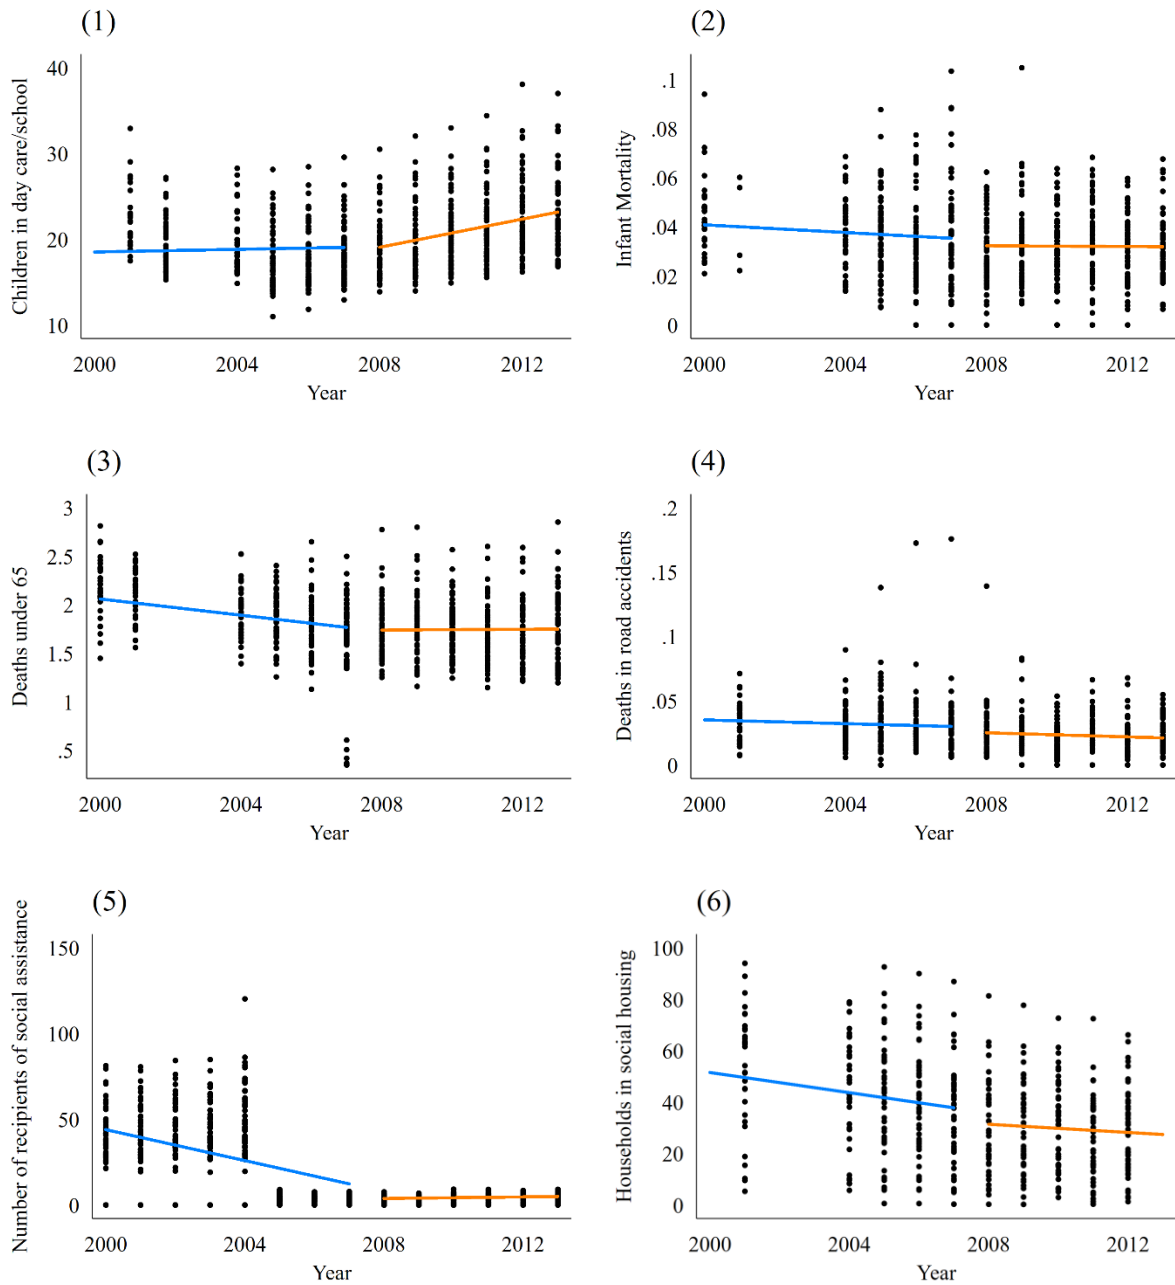 (1)
Children in day care/school
40
30
20
10
2000 2004 2008 2012
Year
(2)
Infant Mortality
.1
.08
.06
.04
.02
0
2000 2004 2008 2012
Year
(3)
Deaths under 65
3
2.5
2
1.5
1
.5
2000 2004 2008 2012
Year
(4)
Deaths in road accidents
.2
.15
.1
.05
0
2000 2004 2008 2012
Year
(5)
Number of recipients of social assistance
150
100
50
0
2000 2004 2008 2012
Year
(6)
Households in social housing
100
80
60
40
20
0
2000 2004 2008 2012
Year